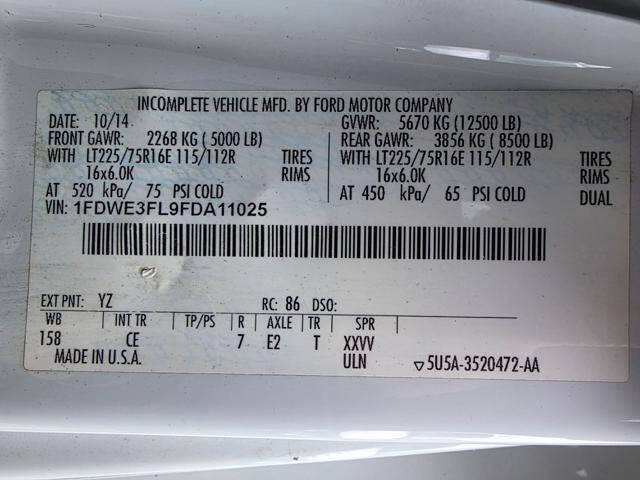 INCOMPLETE VEHICLE MFD. BY FORD MOTOR COMPANY
DATE: 10/14 GVWR: 5670 KG (12500 LB)
FRONT GAWR: 2268 KG ( 5000 LB) REAR GAWR: 3856 KG ( 8500 LB)
WITH LT225/75R16E 115/112R TIRES WITH LT225/75R16E 115/112R TIRES
16x6.0K RIMS 16x6.0K RIMS
AT 520 kPa/ 75 PSI COLD AT 450 kPa/ 65 PSI COLD DUAL
VIN: 1FDWE3FL9FDA11025
EXT PNT: YZ RC: 86 DSO:
WB INT TR TP/PS R AXLE TR SPR
158 CE 7 E2 T XXVV
MADE IN U.S.A. ULN ▽5U5A-3520472-AA